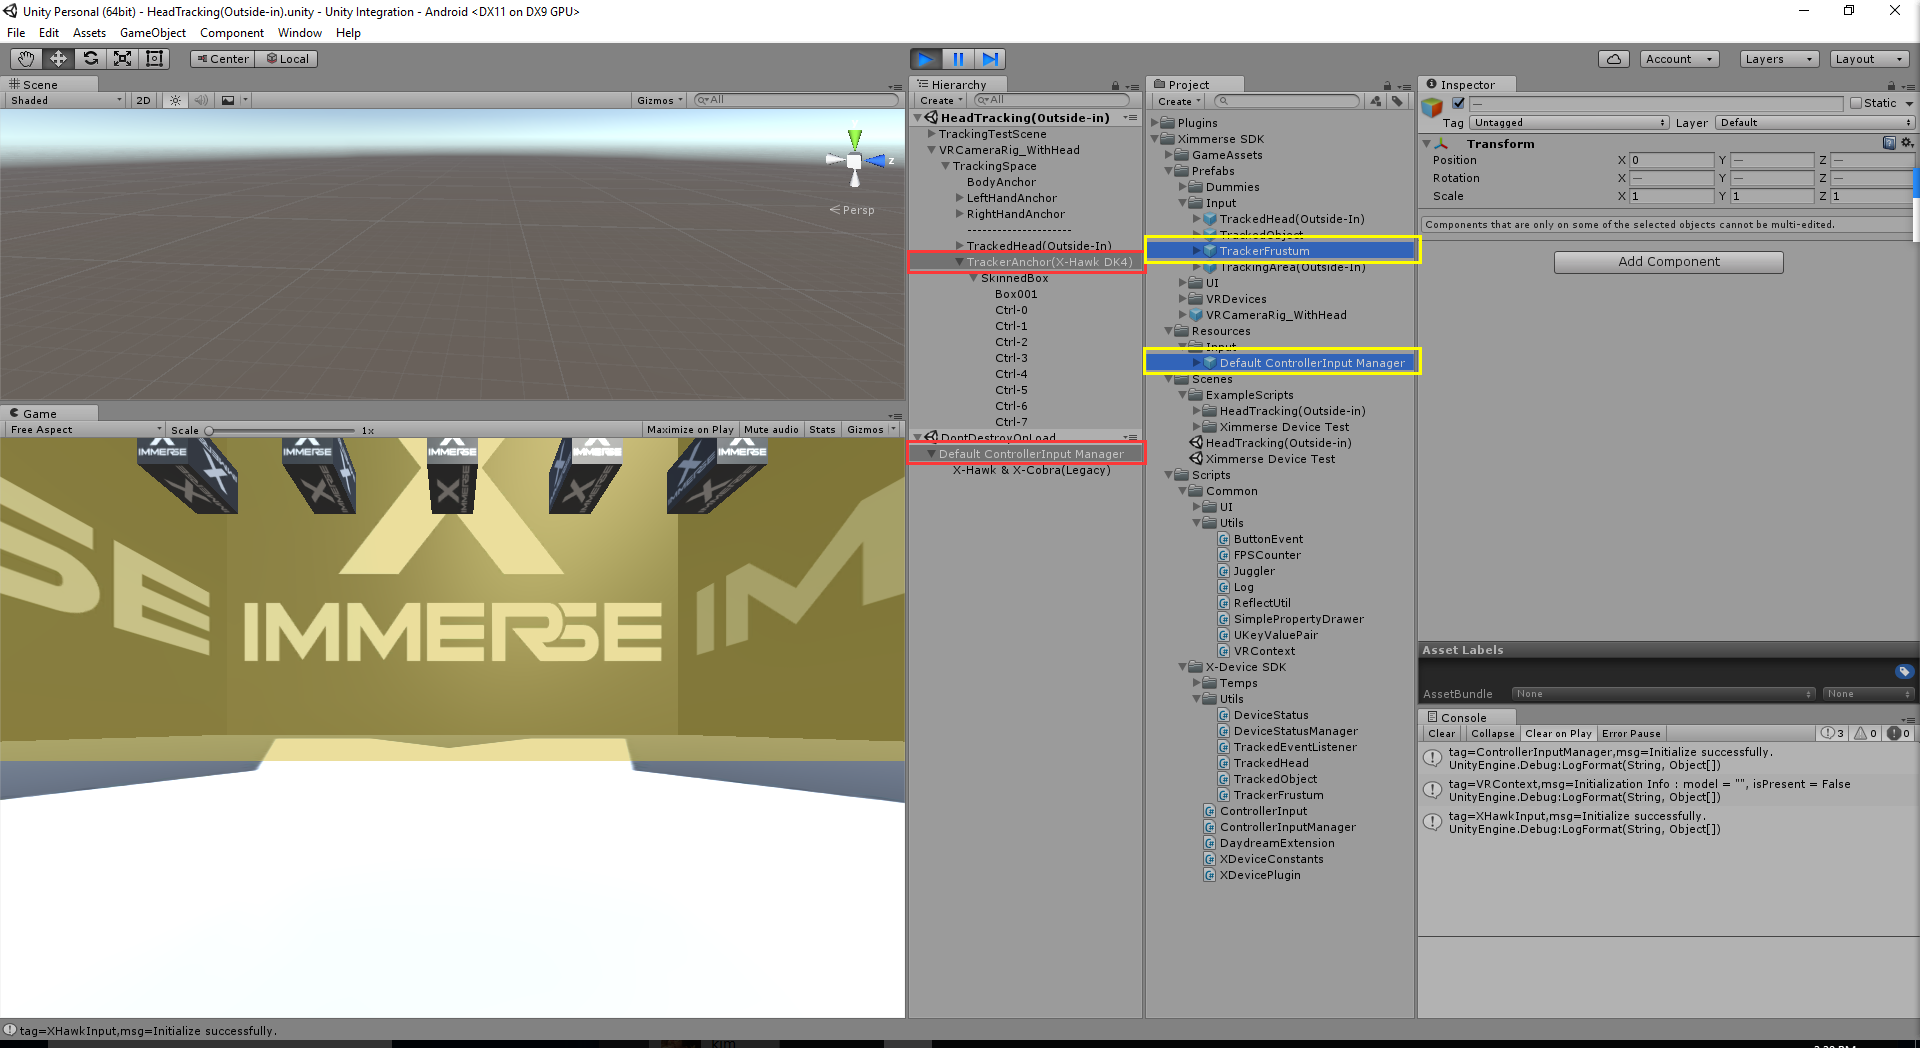 Unity Personal (64bit) - HeadTracking(Outside-in).unity - Unity Integration - Android <DX11 on DX9 GPU>
File Edit Assets GameObject Component Window Help
Center Local
Account Layers Layout
Scene
Shaded 2D Gizmos All
z
Persp
Game
Free Aspect Scale 1x Maximize on Play Mute audio Stats Gizmos
IMMERSE IMMERSE IMMERSE IMMERSE IMMERSE
IMMERSE
Hierarchy
Create All
HeadTracking(Outside-in)
TrackingTestScene
VRCameraRig_WithHead
TrackingSpace
BodyAnchor
LeftHandAnchor
RightHandAnchor
---------------------
TrackedHead(Outside-In)
TrackerAnchor(X-Hawk DK4)
SkinnedBox
Box001
Ctrl-0
Ctrl-1
Ctrl-2
Ctrl-3
Ctrl-4
Ctrl-5
Ctrl-6
Ctrl-7
DontDestroyOnLoad
Default ControllerInput Manager
X-Hawk & X-Cobra(Legacy)
Project
Create
Plugins
Ximmerse SDK
GameAssets
Prefabs
Dummies
Input
TrackedHead(Outside-In)
TrackedObject
TrackerFrustum
TrackingArea(Outside-In)
UI
VRDevices
VRCameraRig_WithHead
Resources
Input
Default ControllerInput Manager
Scenes
ExampleScripts
HeadTracking(Outside-in)
Ximmerse Device Test
HeadTracking(Outside-in)
Ximmerse Device Test
Scripts
Common
UI
Utils
ButtonEvent
FPSCounter
Juggler
Log
ReflectUtil
SimplePropertyDrawer
UKeyValuePair
VRContext
X-Device SDK
Temps
Utils
DeviceStatus
DeviceStatusManager
TrackedEventListener
TrackedHead
TrackedObject
TrackerFrustum
ControllerInput
ControllerInputManager
DaydreamExtension
XDeviceConstants
XDevicePlugin
Inspector
— Static
Tag Untagged Layer Default
Transform
Position X 0 Y — Z —
Rotation X — Y — Z —
Scale X 1 Y 1 Z 1
Components that are only on some of the selected objects cannot be multi-edited.
Add Component
Asset Labels
AssetBundle None None
Console
Clear Collapse Clear on Play Error Pause 3 0 0
tag=ControllerInputManager,msg=Initialize successfully.
UnityEngine.Debug:LogFormat(String, Object[])
tag=VRContext,msg=Initialization Info : model = "", isPresent = False
UnityEngine.Debug:LogFormat(String, Object[])
tag=XHawkInput,msg=Initialize successfully.
UnityEngine.Debug:LogFormat(String, Object[])
tag=XHawkInput,msg=Initialize successfully.